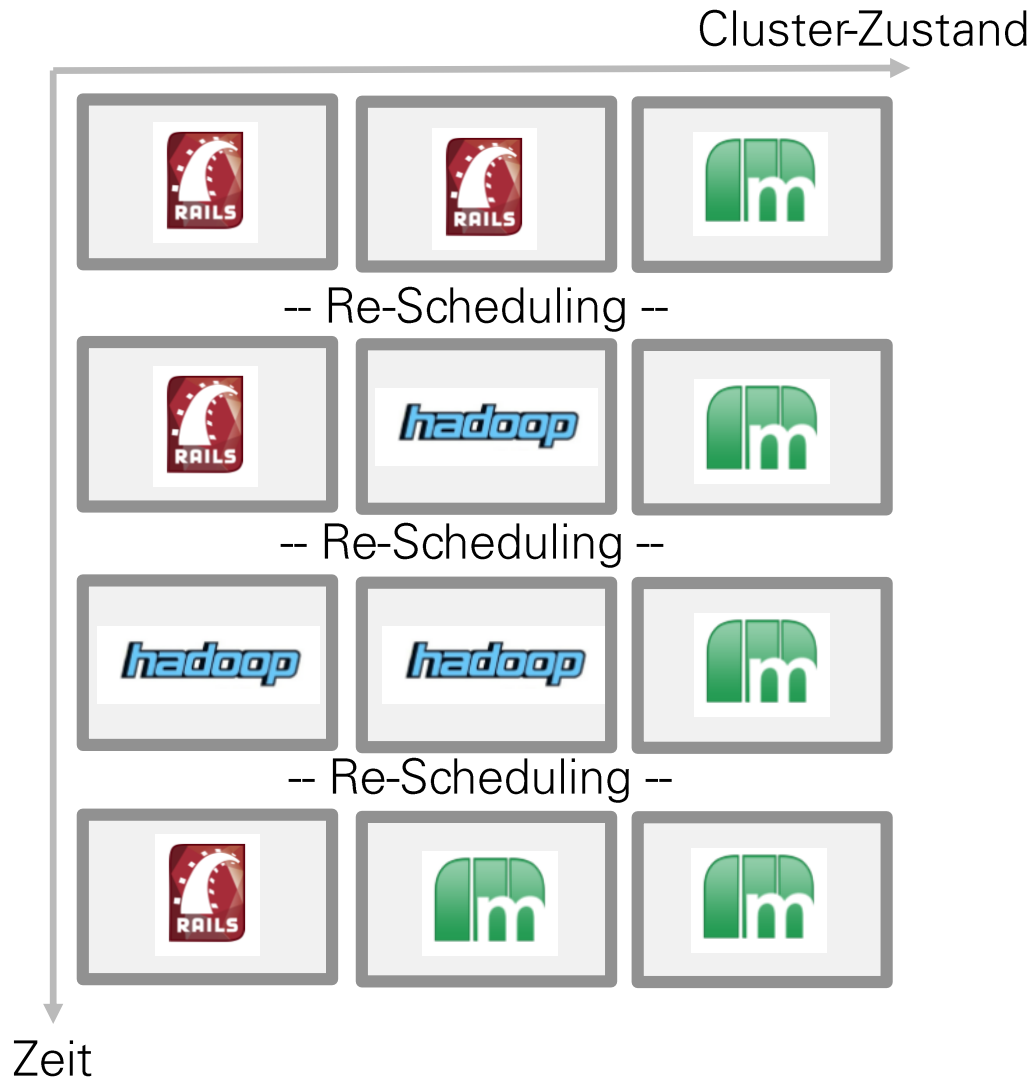 Cluster-Zustand
RAILS
RAILS
m
-- Re-Scheduling --
RAILS
hadoop
m
-- Re-Scheduling --
hadoop
hadoop
m
-- Re-Scheduling --
RAILS
m
m
Zeit